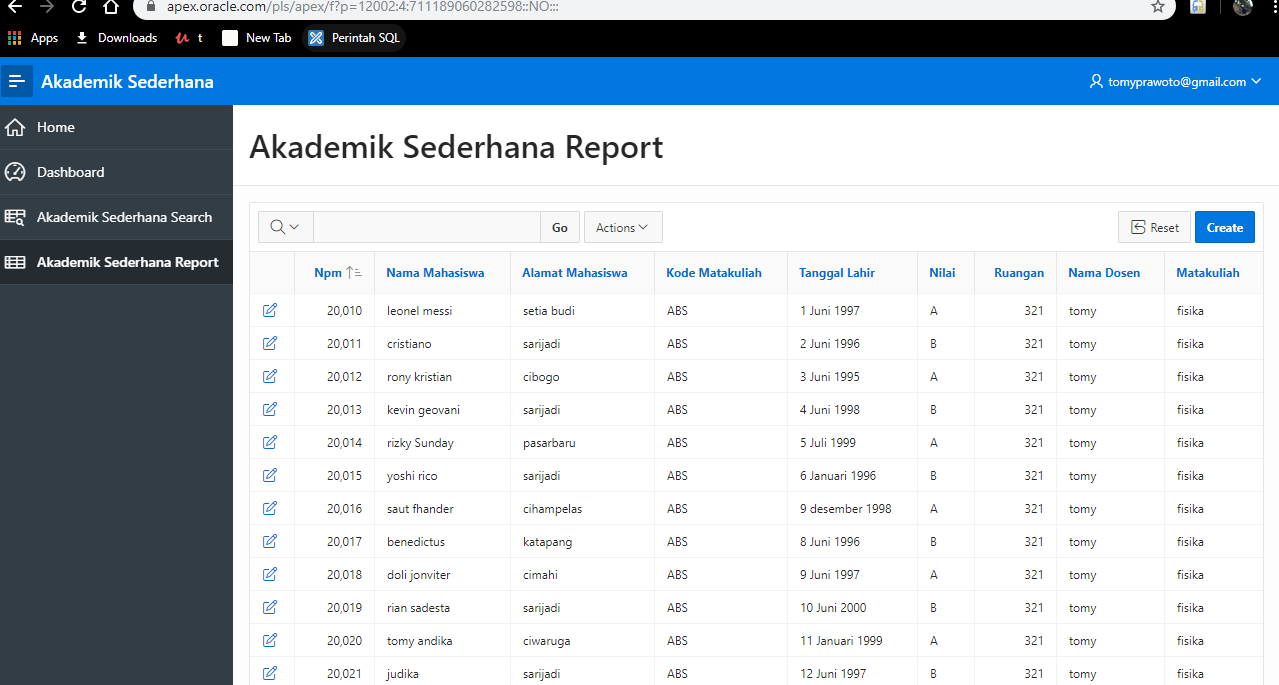 apex.oracle.com/pls/apex/f?p=12002:4:711189060282598::NO:::
Apps Downloads t New Tab Perintah SQL
Akademik Sederhana tomyprawoto@gmail.com
Home
Dashboard
Akademik Sederhana Search
Akademik Sederhana Report
Akademik Sederhana Report
Go Actions Reset Create
Npm Nama Mahasiswa Alamat Mahasiswa Kode Matakuliah Tanggal Lahir Nilai Ruangan Nama Dosen Matakuliah
20,010 leonel messi setia budi ABS 1 Juni 1997 A 321 tomy fisika
20,011 cristiano sarijadi ABS 2 Juni 1996 B 321 tomy fisika
20,012 rony kristian cibogo ABS 3 Juni 1995 A 321 tomy fisika
20,013 kevin geovani sarijadi ABS 4 Juni 1998 B 321 tomy fisika
20,014 rizky Sunday pasarbaru ABS 5 Juli 1999 A 321 tomy fisika
20,015 yoshi rico sarijadi ABS 6 Januari 1996 B 321 tomy fisika
20,016 saut fhander cihampelas ABS 9 desember 1998 A 321 tomy fisika
20,017 benedictus katapang ABS 8 Juni 1996 B 321 tomy fisika
20,018 doli jonviter cimahi ABS 9 Juni 1997 A 321 tomy fisika
20,019 rian sadesta sarijadi ABS 10 Juni 2000 B 321 tomy fisika
20,020 tomy andika ciwaruga ABS 11 Januari 1999 A 321 tomy fisika
20,021 judika sarijadi ABS 12 Juni 1997 B 321 tomy fisika